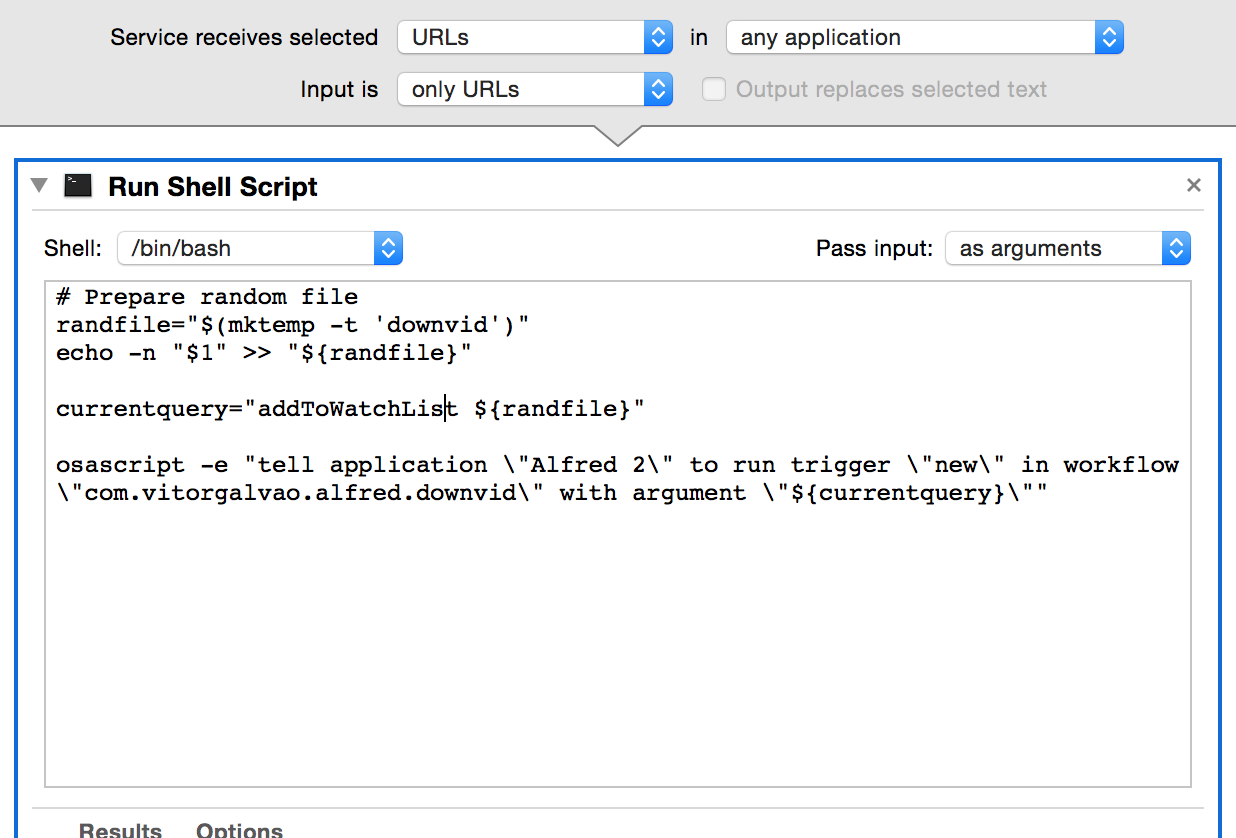 Service receives selected URLs in any application
Input is only URLs Output replaces selected text
Run Shell Script
Shell: /bin/bash Pass input: as arguments
# Prepare random file
randfile="$(mktemp -t 'downvid')"
echo -n "$1" >> "${randfile}"
currentquery="addToWatchList ${randfile}"
osascript -e "tell application \"Alfred 2\" to run trigger \"new\" in workflow
\"com.vitorgalvao.alfred.downvid\" with argument \"${currentquery}\""
Results Options